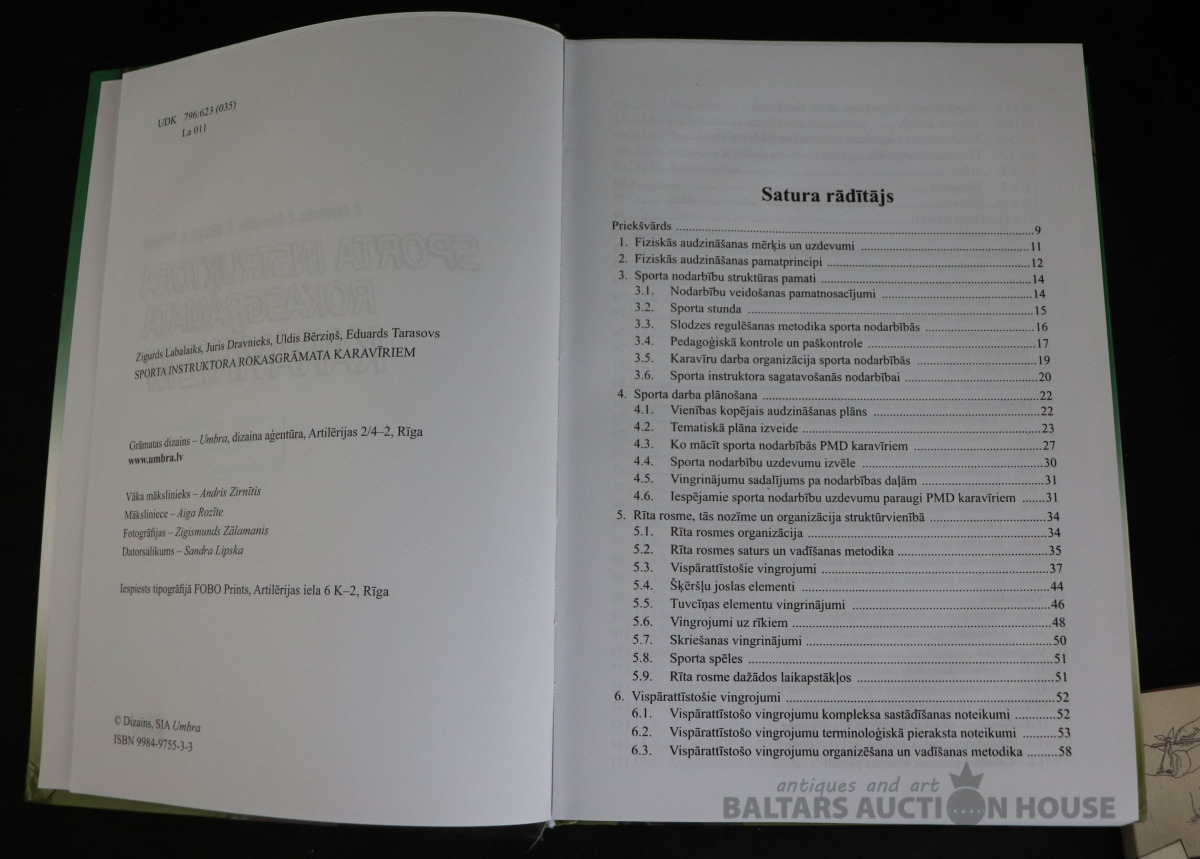 UDK 796:623 (035)
La 011
Zigurds Labalaiks, Juris Dravnieks, Uldis Bērziņš, Eduards Tarasovs
SPORTA INSTRUKTORA ROKASGRĀMATA KARAVĪRIEM
Grāmatas dizains – Umbra, dizaina aģentūra, Artilērijas 2/4–2, Rīga
www.umbra.lv
Vāka mākslinieks – Andris Zirnītis
Māksliniece – Aiga Rozīte
Fotogrāfijas – Zigismunds Zālamanis
Datorsalikums – Sandra Lipska
Iespiests tipogrāfijā FOBO Prints, Artilērijas iela 6 K–2, Rīga
© Dizains, SIA Umbra
ISBN 9984-9755-3-3
Satura rādītājs
Priekšvārds 9
1. Fiziskās audzināšanas mērķis un uzdevumi 11
2. Fiziskās audzināšanas pamatprincipi 12
3. Sporta nodarbību struktūras pamati 14
3.1. Nodarbību veidošanas pamatnosacījumi 14
3.2. Sporta stunda 15
3.3. Slodzes regulēšanas metodika sporta nodarbībās 16
3.4. Pedagoģiskā kontrole un paškontrole 17
3.5. Karavīru darba organizācija sporta nodarbībās 19
3.6. Sporta instruktora sagatavošanās nodarbībai 20
4. Sporta darba plānošana 22
4.1. Vienības kopējais audzināšanas plāns 22
4.2. Tematiskā plāna izveide 23
4.3. Ko mācīt sporta nodarbībās PMD karavīriem 27
4.4. Sporta nodarbību uzdevumu izvēle 30
4.5. Vingrinājumu sadalījums pa nodarbības daļām 31
4.6. Iespējamie sporta nodarbību uzdevumu paraugi PMD karavīriem 31
5. Rīta rosme, tās nozīme un organizācija struktūrvienībā 34
5.1. Rīta rosmes organizācija 34
5.2. Rīta rosmes saturs un vadīšanas metodika 35
5.3. Vispārattīstošie vingrojumi 37
5.4. Šķēršļu joslas elementi 44
5.5. Tuvcīņas elementu vingrinājumi 46
5.6. Vingrojumi uz rīkiem 48
5.7. Skriešanas vingrinājumi 50
5.8. Sporta spēles 51
5.9. Rīta rosme dažādos laikapstākļos 51
6. Vispārattīstošie vingrojumi 52
6.1. Vispārattīstošo vingrojumu kompleksa sastādīšanas noteikumi 52
6.2. Vispārattīstošo vingrojumu terminoloģiskā pieraksta noteikumi 53
6.3. Vispārattīstošo vingrojumu organizēšana un vadīšanas metodika 58
antiques and art
BALTARS AUCTION HOUSE